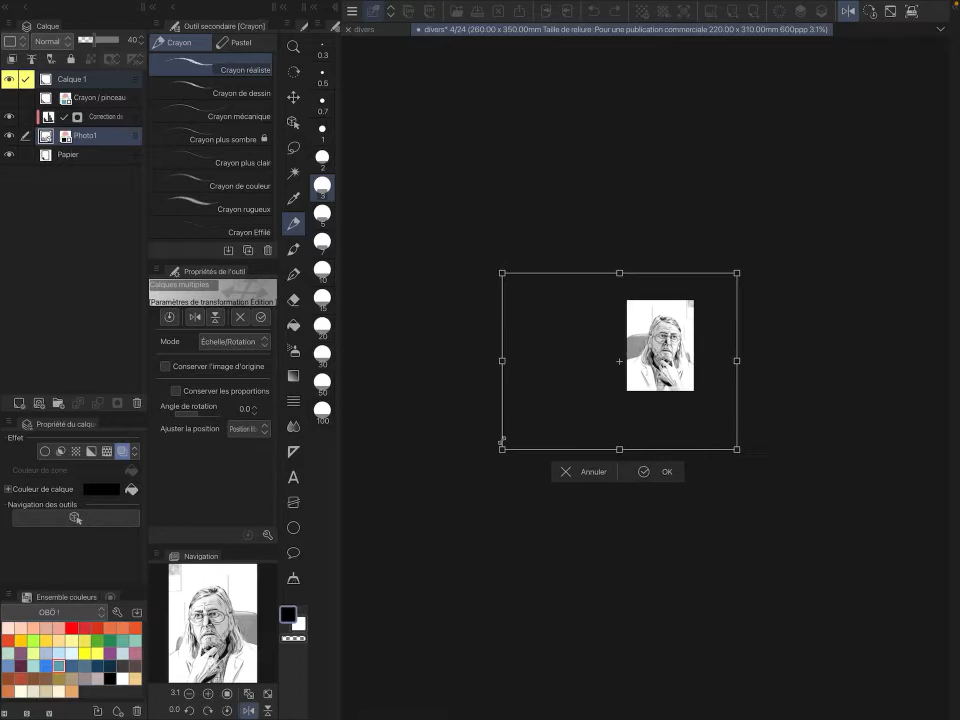 Calque
Outil secondaire [Crayon]
divers
divers* 4/24 (260.00 x 350.00mm Taille de reliure: Pour une publication commerciale 220.00 x 310.00mm 600ppp 3.1%)
Normal
40
Crayon
Pastel
Calque 1
Crayon / pinceau
Correction de
Photo1
Papier
Crayon réaliste
Crayon de dessin
Crayon mécanique
Crayon plus sombre
Crayon plus clair
Crayon de couleur
Crayon rugueux
Crayon Effilé
0.3
0.5
0.7
1
2
3
5
7
10
15
20
30
50
100
Propriétés de l'outil
Calques multiples
[Paramètres de transformation Édition ]
Mode
Échelle/Rotation
Conserver l'image d'origine
Conserver les proportions
Angle de rotation
0.0
Ajuster la position
Position lib
Propriété du calqu
Effet
Couleur de zone
Couleur de calque
Navigation des outils
Annuler
OK
Navigation
3.1
0.0
Ensemble couleurs
OBÖ !
A